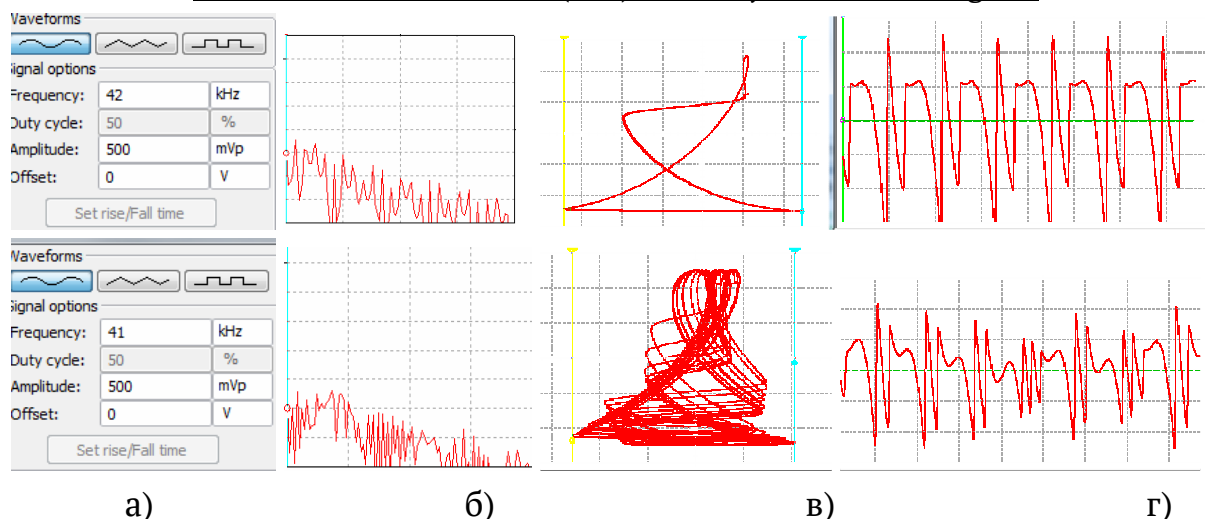 Waveforms
Signal options
Frequency: 42 kHz
Duty cycle: 50 %
Amplitude: 500 mVp
Offset: 0 V
Set rise/Fall time
Waveforms
Signal options
Frequency: 41 kHz
Duty cycle: 50 %
Amplitude: 500 mVp
Offset: 0 V
Set rise/Fall time
а) б) в) г)